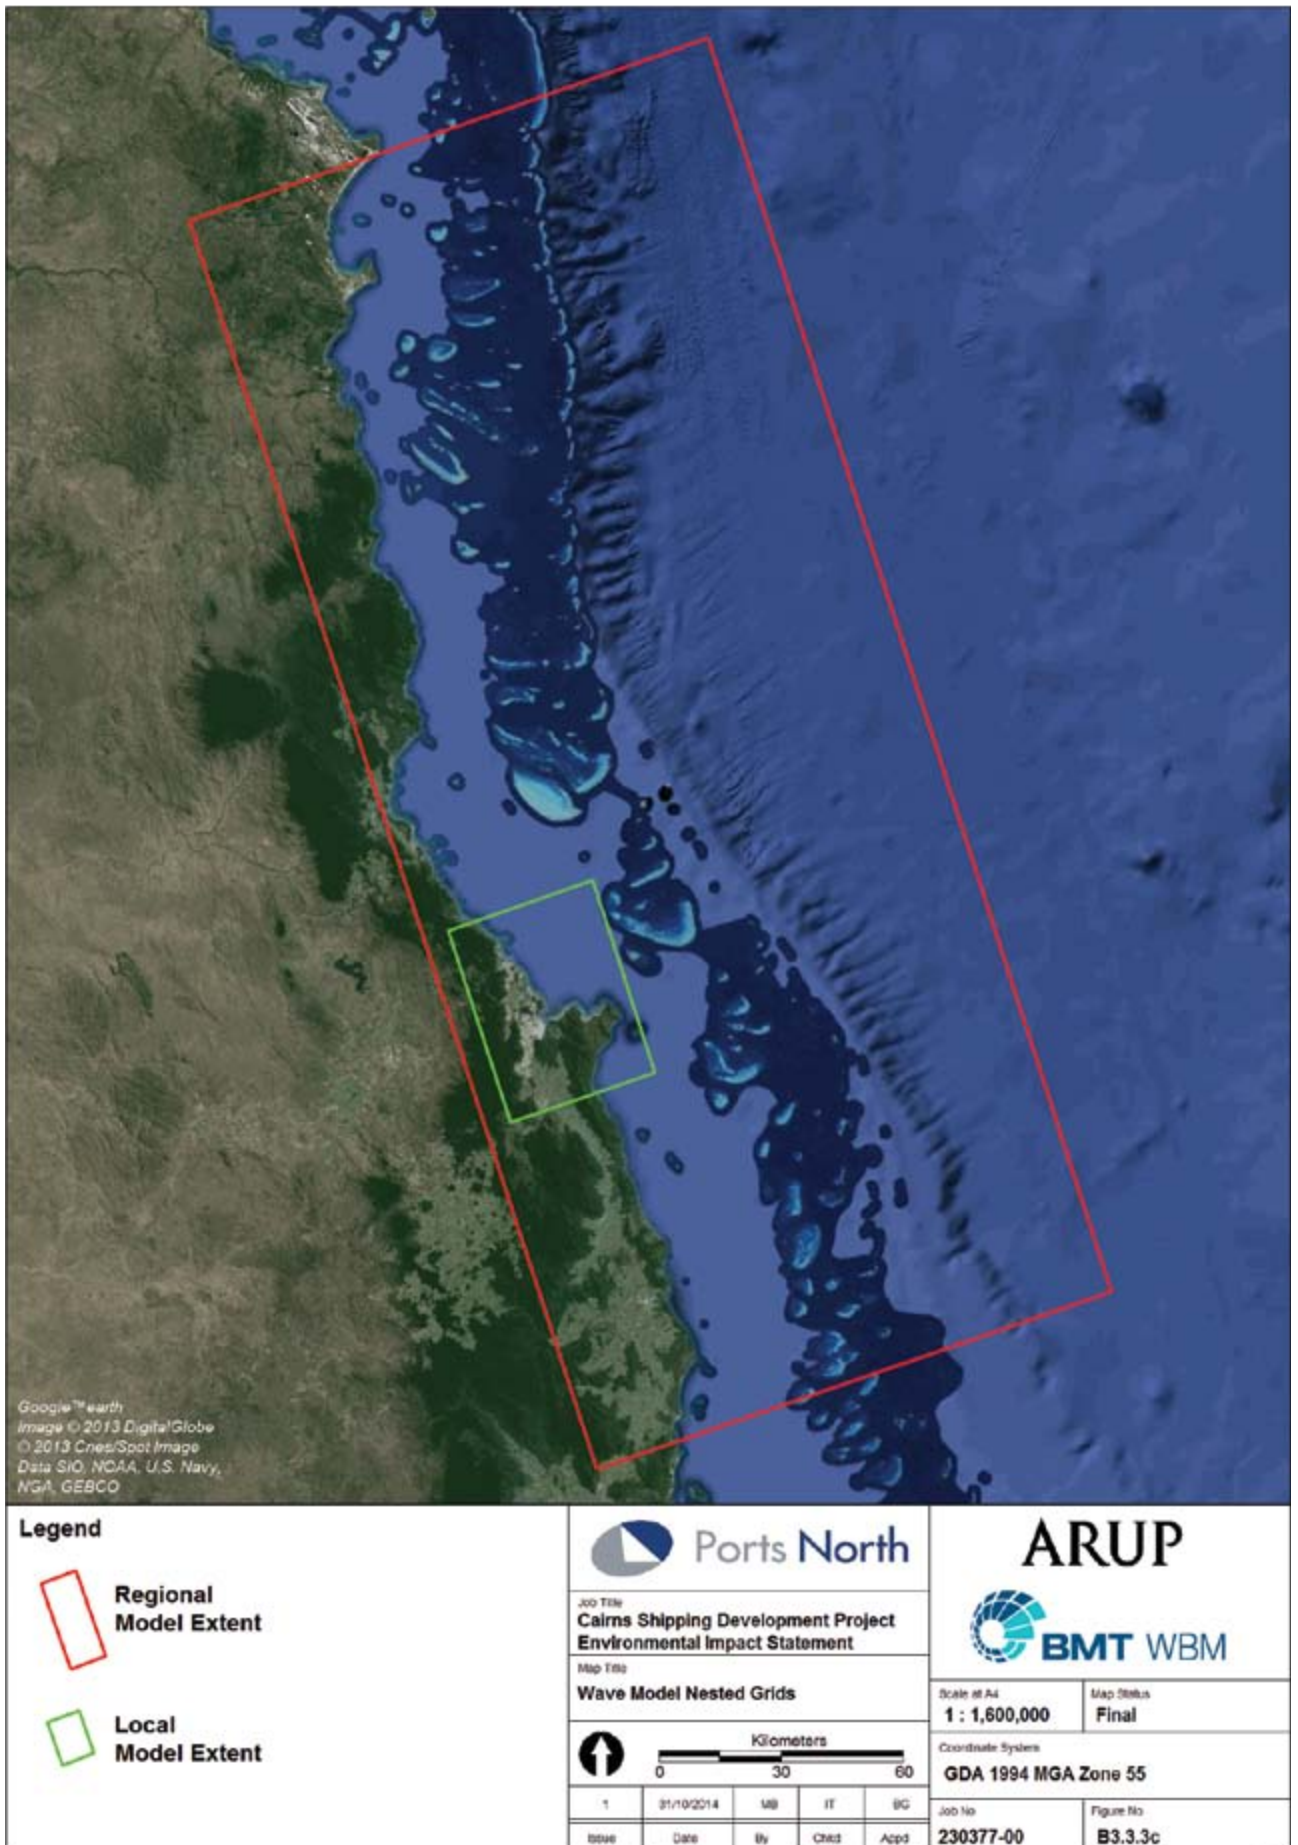 Google™ earth
Image © 2013 DigitalGlobe
© 2013 Cnes/Spot Image
Data SIO, NOAA, U.S. Navy,
NGA, GEBCO
Legend
Regional
Model Extent
Local
Model Extent
Ports North
Job Title
Cairns Shipping Development Project
Environmental Impact Statement
Map Title
Wave Model Nested Grids
Kilometers
0 30 60
1 31/10/2014 MB IT BG
Issue Date By Chkd Appd
ARUP
BMT WBM
Scale at A4
1 : 1,600,000
Map Status
Final
Coordinate System
GDA 1994 MGA Zone 55
Job No
230377-00
Figure No
B3.3.3c